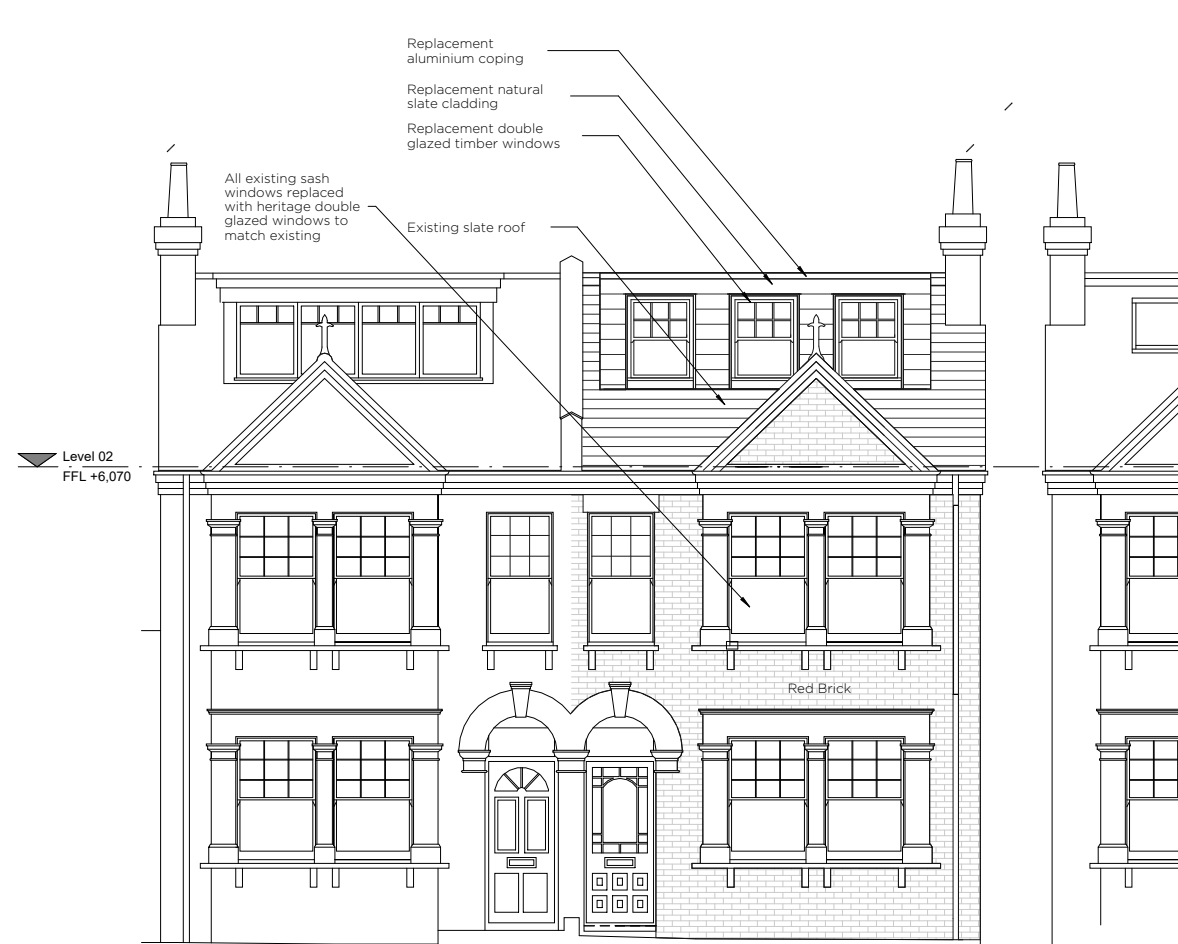 Replacement
aluminium coping
Replacement natural
slate cladding
Replacement double
glazed timber windows
All existing sash
windows replaced
with heritage double
glazed windows to
match existing
Existing slate roof
Level 02
FFL +6,070
Red Brick